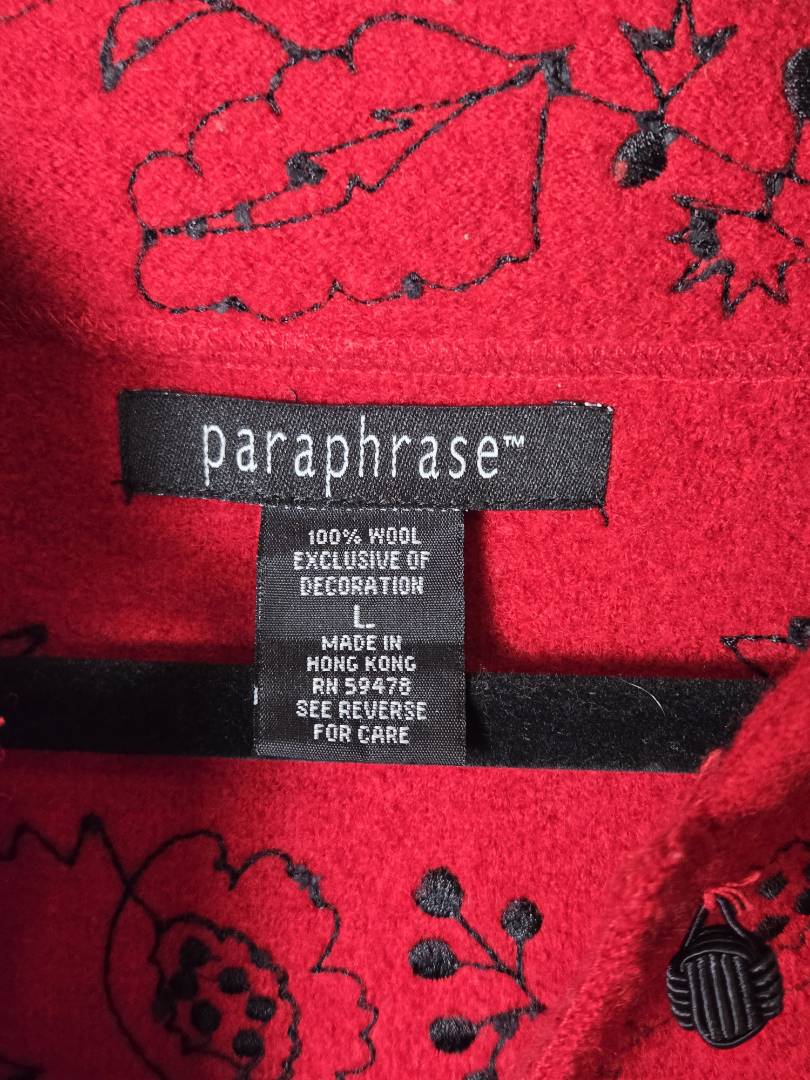 paraphrase™
100% WOOL
EXCLUSIVE OF
DECORATION
L
MADE IN
HONG KONG
RN 59478
SEE REVERSE
FOR CARE